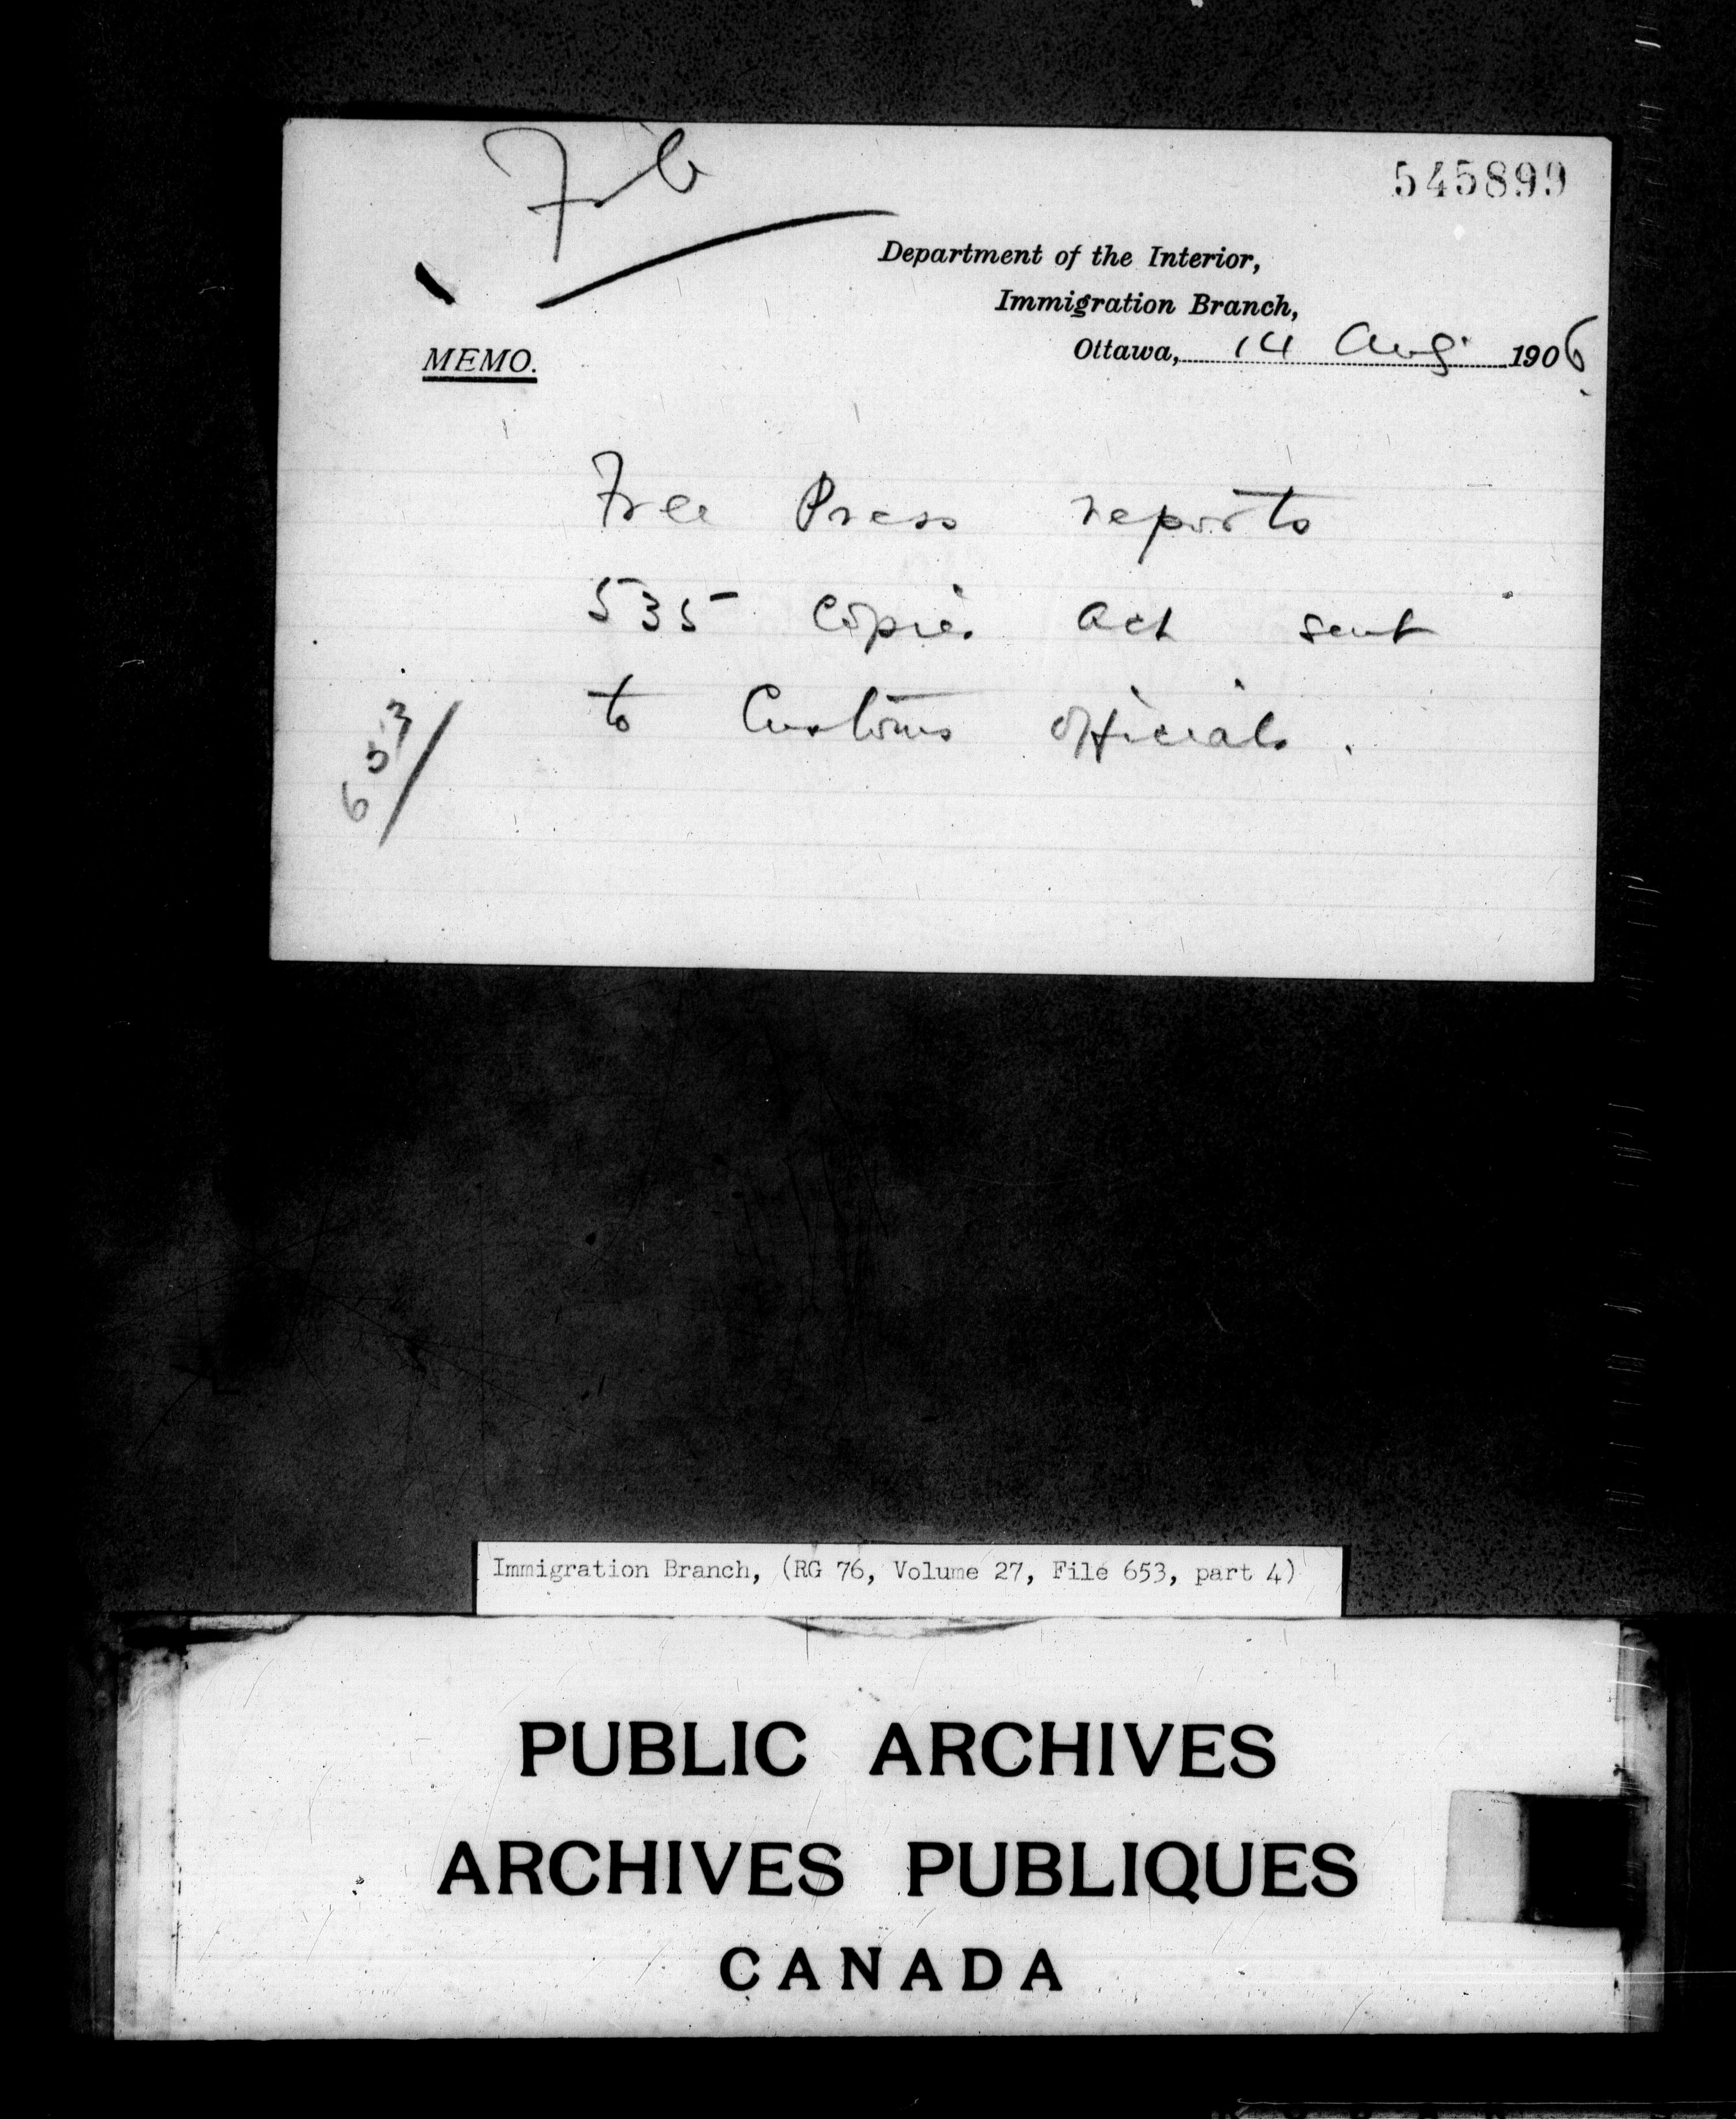 File
545899
Department of the Interior,
Immigration Branch,
Ottawa, 14 Aug. 1906
MEMO.
Free Press reports
535 copies Act sent
to Customs officials.
653/
Immigration Branch, (RG 76, Volume 27, File 653, part 4)
PUBLIC ARCHIVES
ARCHIVES PUBLIQUES
CANADA